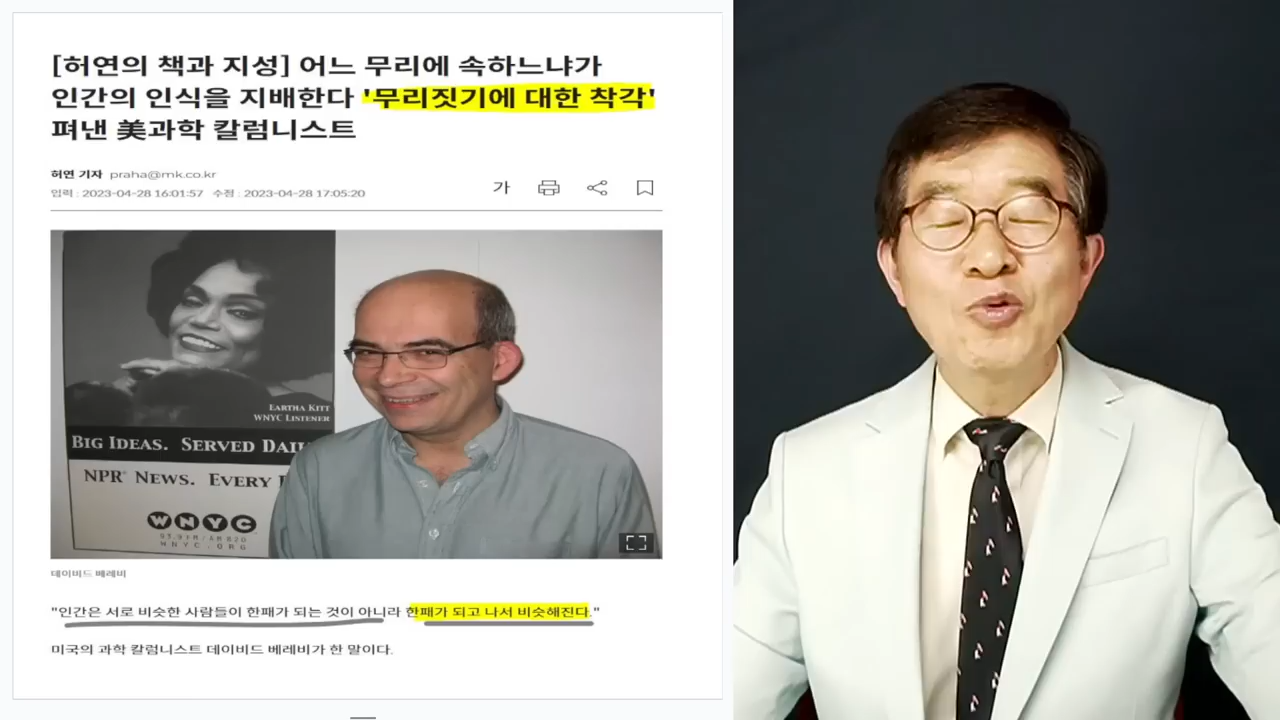 [허연의 책과 지성] 어느 무리에 속하느냐가
인간의 인식을 지배한다 '무리짓기에 대한 착각'
펴낸 美과학 칼럼니스트
허연 기자 praha@mk.co.kr
입력 : 2023-04-28 16:01:57 수정 : 2023-04-28 17:05:20
가
EARTHA KITT
WNYC LISTENER
BIG IDEAS. SERVED DAI
NPR NEWS. EVERY
WNYC
93.9 FM / AM 820
WNYC.ORG
데이비드 베레비
"인간은 서로 비슷한 사람들이 한패가 되는 것이 아니라 한패가 되고 나서 비슷해진다."
미국의 과학 칼럼니스트 데이비드 베레비가 한 말이다.